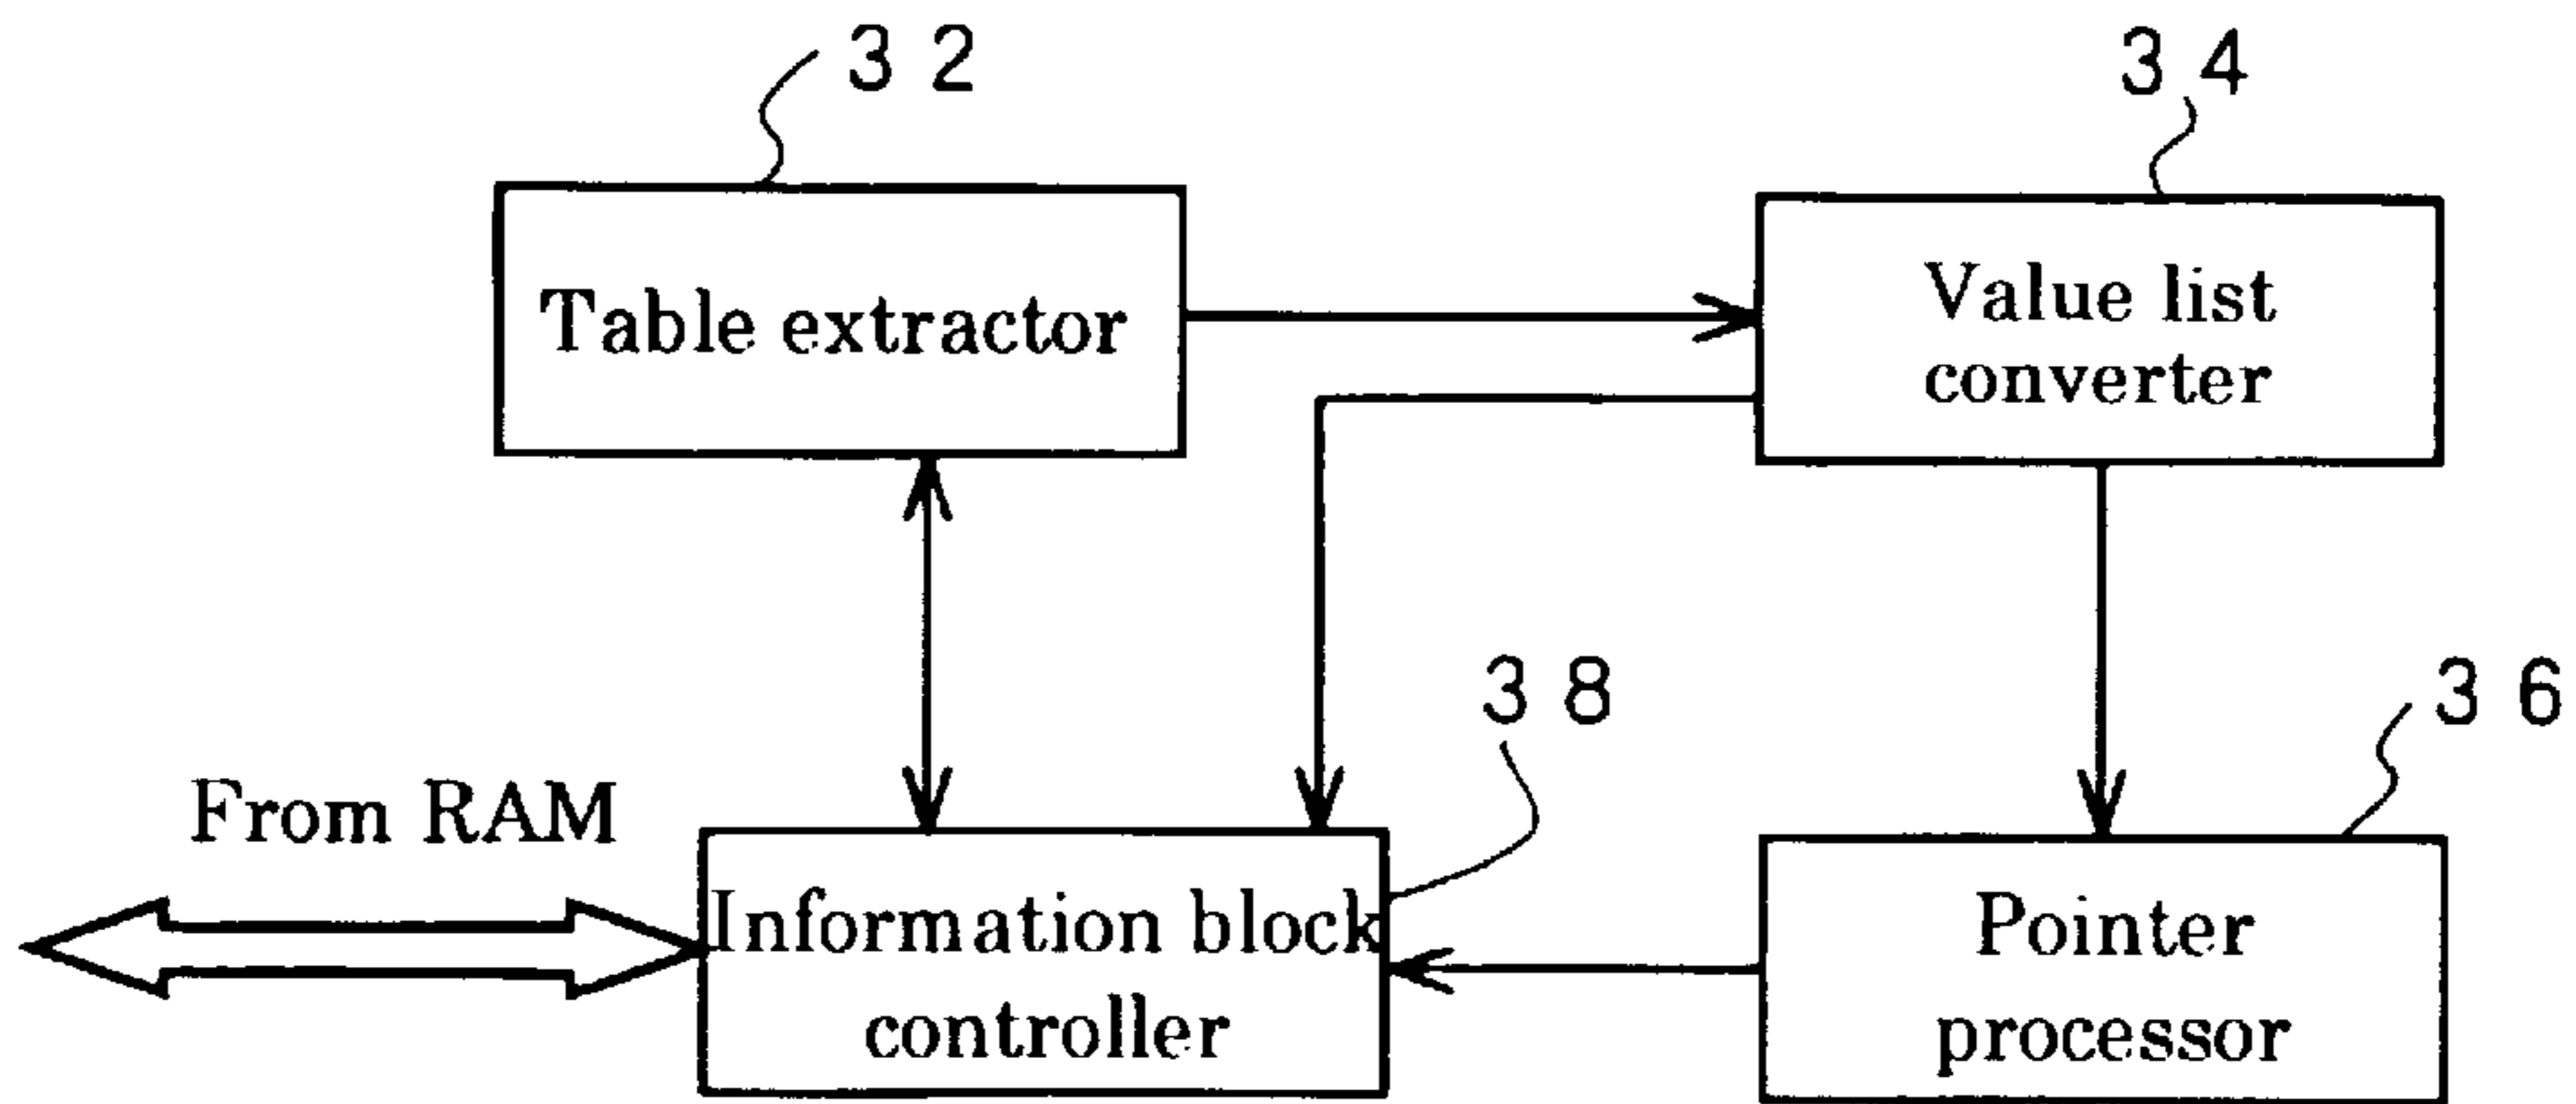 32
34
Table extractor
Value list
converter
38
36
From RAM
Information block
controller
Pointer
processor